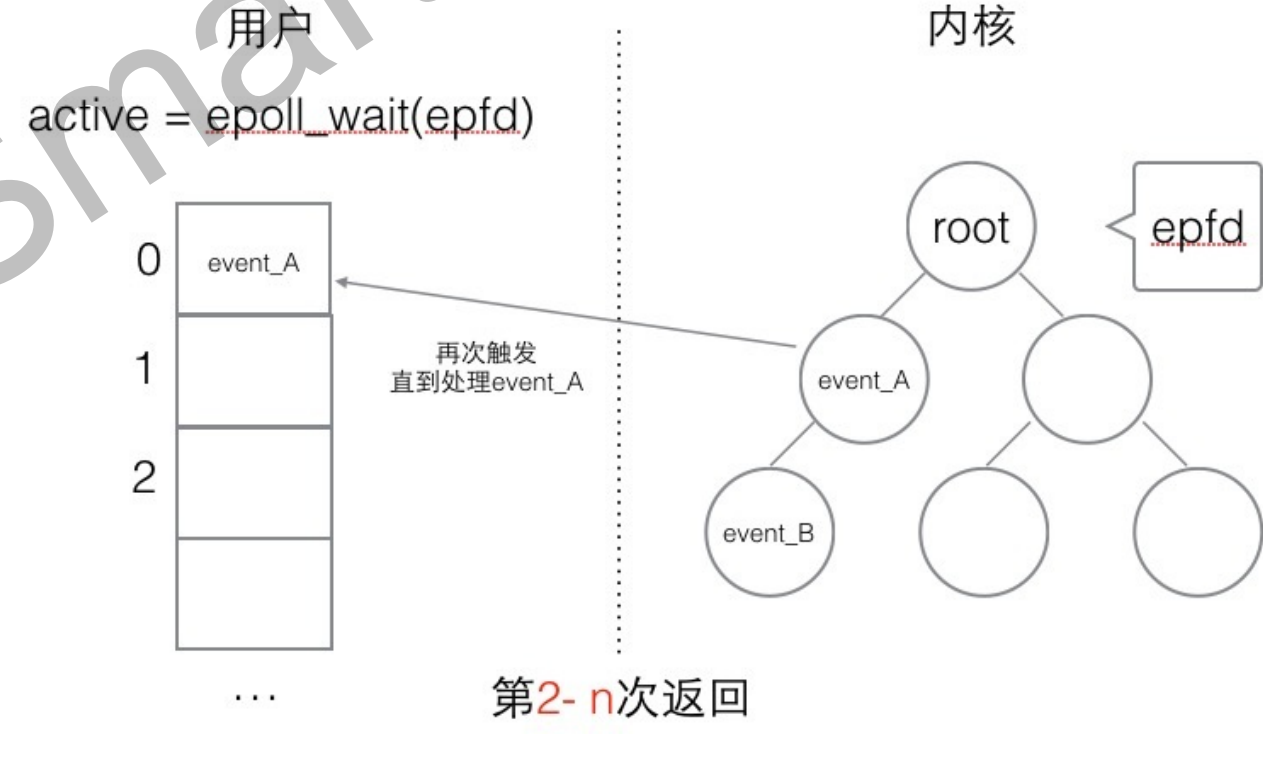 用户
内核
active = epoll_wait(epfd)
root
epfd
0
event_A
1
再次触发
直到处理event_A
event_A
2
event_B
...
第2- n次返回